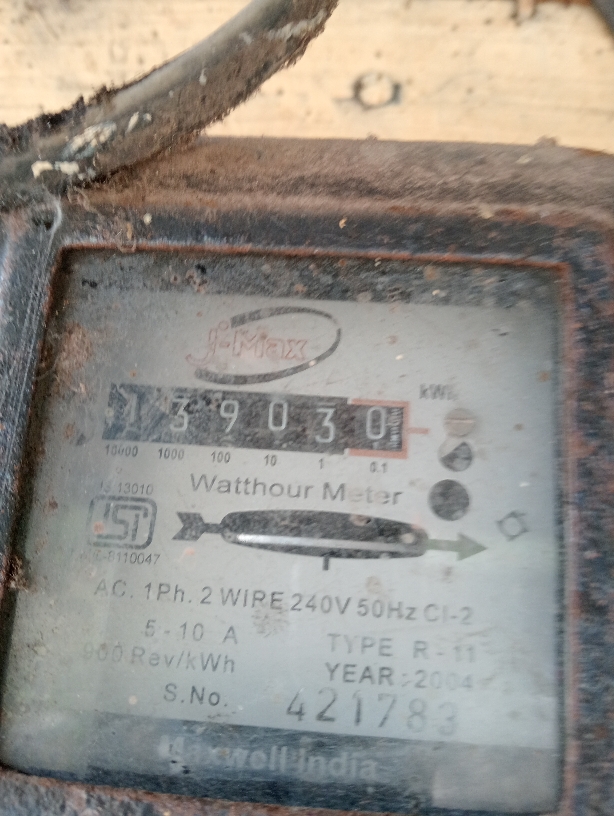 J-Max
kWh
1 3 9 0 3 0
10000 1000 100 10 1 0.1
Watthour Meter
IS 13010
ISI
AC. 1Ph. 2 WIRE 240V 50Hz Cl-2
5-10 A
TYPE R-11
Rev/kWh
YEAR:2004
S.No. 421783
Maxwell India